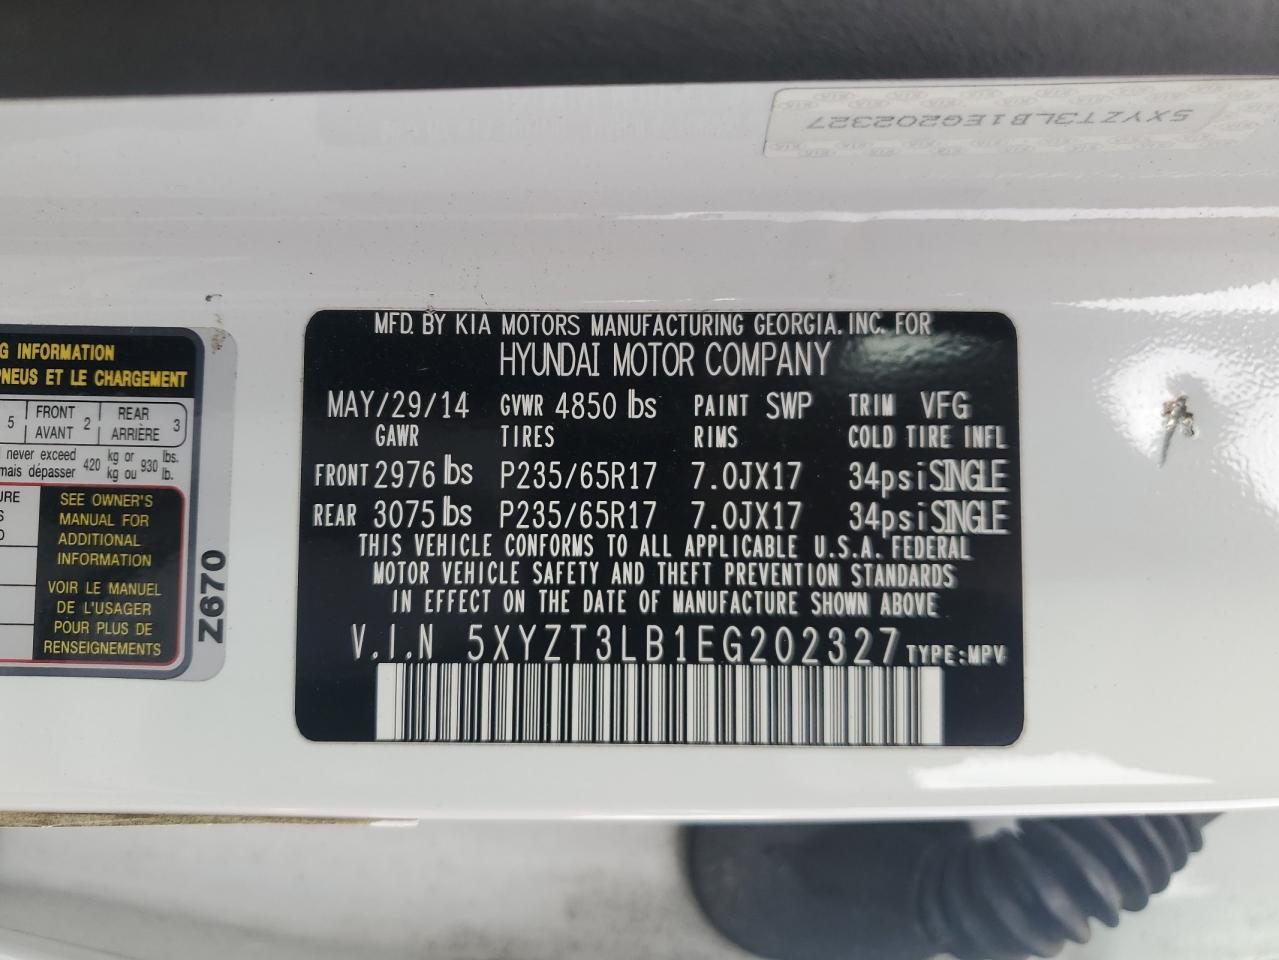 5XYZT3LB1EG202327
MFD. BY KIA MOTORS MANUFACTURING GEORGIA. INC. FOR
HYUNDAI MOTOR COMPANY
MAY/29/14 GVWR 4850 lbs PAINT SWP TRIM VFG
GAWR TIRES RIMS COLD TIRE INFL
FRONT 2976 lbs P235/65R17 7.0JX17 34psi SINGLE
REAR 3075 lbs P235/65R17 7.0JX17 34psi SINGLE
THIS VEHICLE CONFORMS TO ALL APPLICABLE U.S.A. FEDERAL
MOTOR VEHICLE SAFETY AND THEFT PREVENTION STANDARDS
IN EFFECT ON THE DATE OF MANUFACTURE SHOWN ABOVE
V.I.N 5XYZT3LB1EG202327 TYPE:MPV
G INFORMATION
PNEUS ET LE CHARGEMENT
5 FRONT 2 REAR 3
AVANT ARRIÈRE
never exceed 420 kg or 930 lbs.
mais dépasser kg ou lb.
SEE OWNER'S
MANUAL FOR
ADDITIONAL
INFORMATION
VOIR LE MANUEL
DE L'USAGER
POUR PLUS DE
RENSEIGNEMENTS
Z670